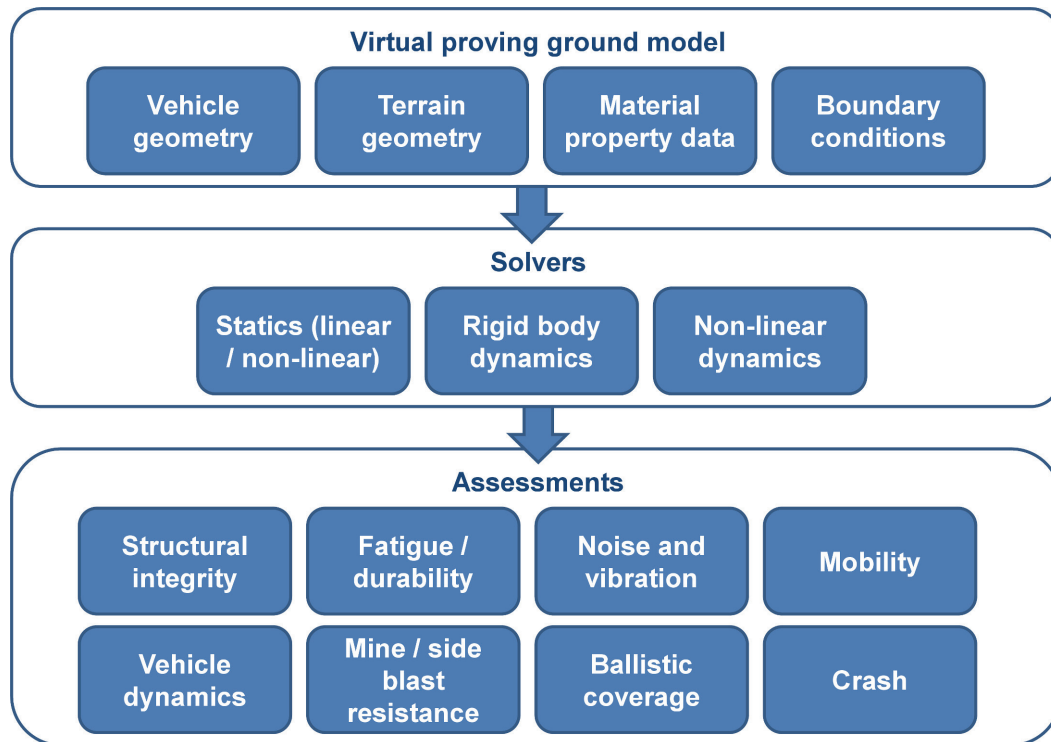 Virtual proving ground model
Vehicle
geometry
Terrain
geometry
Material
property data
Boundary
conditions
Solvers
Statics (linear
/ non-linear)
Rigid body
dynamics
Non-linear
dynamics
Assessments
Structural
integrity
Fatigue /
durability
Noise and
vibration
Mobility
Vehicle
dynamics
Mine / side
blast
resistance
Ballistic
coverage
Crash